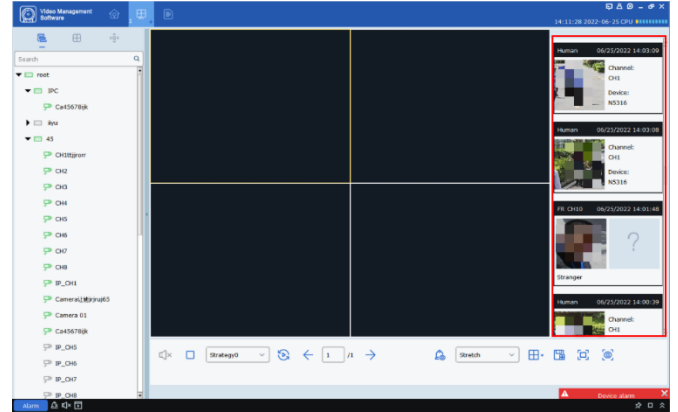 Video Management
Software
14:11:28 2022-06-25 CPU
Search
root
IPC
Ca45678ijk
iiyu
43
CH2
CH3
CH4
CH5
CH6
CH7
CH8
IP_CH1
Camera 01
Ca45678ijk
IP_CH5
IP_CH6
IP_CH7
IP_CH8
Human 06/25/2022 14:03:09
Channel:
CH1
Device:
N5316
Human 06/25/2022 14:03:08
Channel:
CH1
Device:
N5316
FR CH10 06/25/2022 14:01:48
?
Stranger
Human 06/25/2022 14:00:39
Channel:
CH1
Strategy0
1 /1
Stretch
Device alarm
Alarm